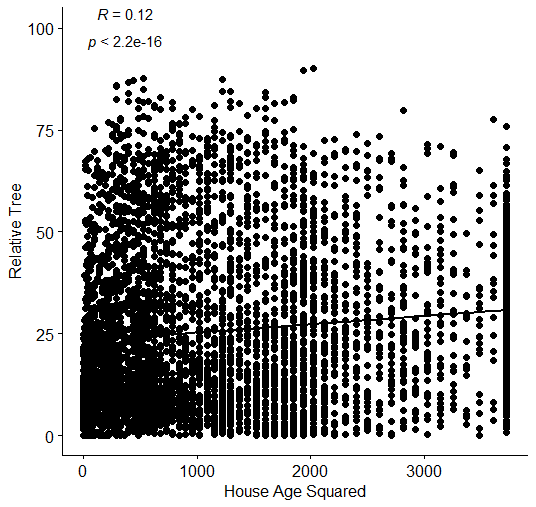 R = 0.12
p < 2.2e-16
100
75
50
25
0
Relative Tree
0 1000 2000 3000
House Age Squared